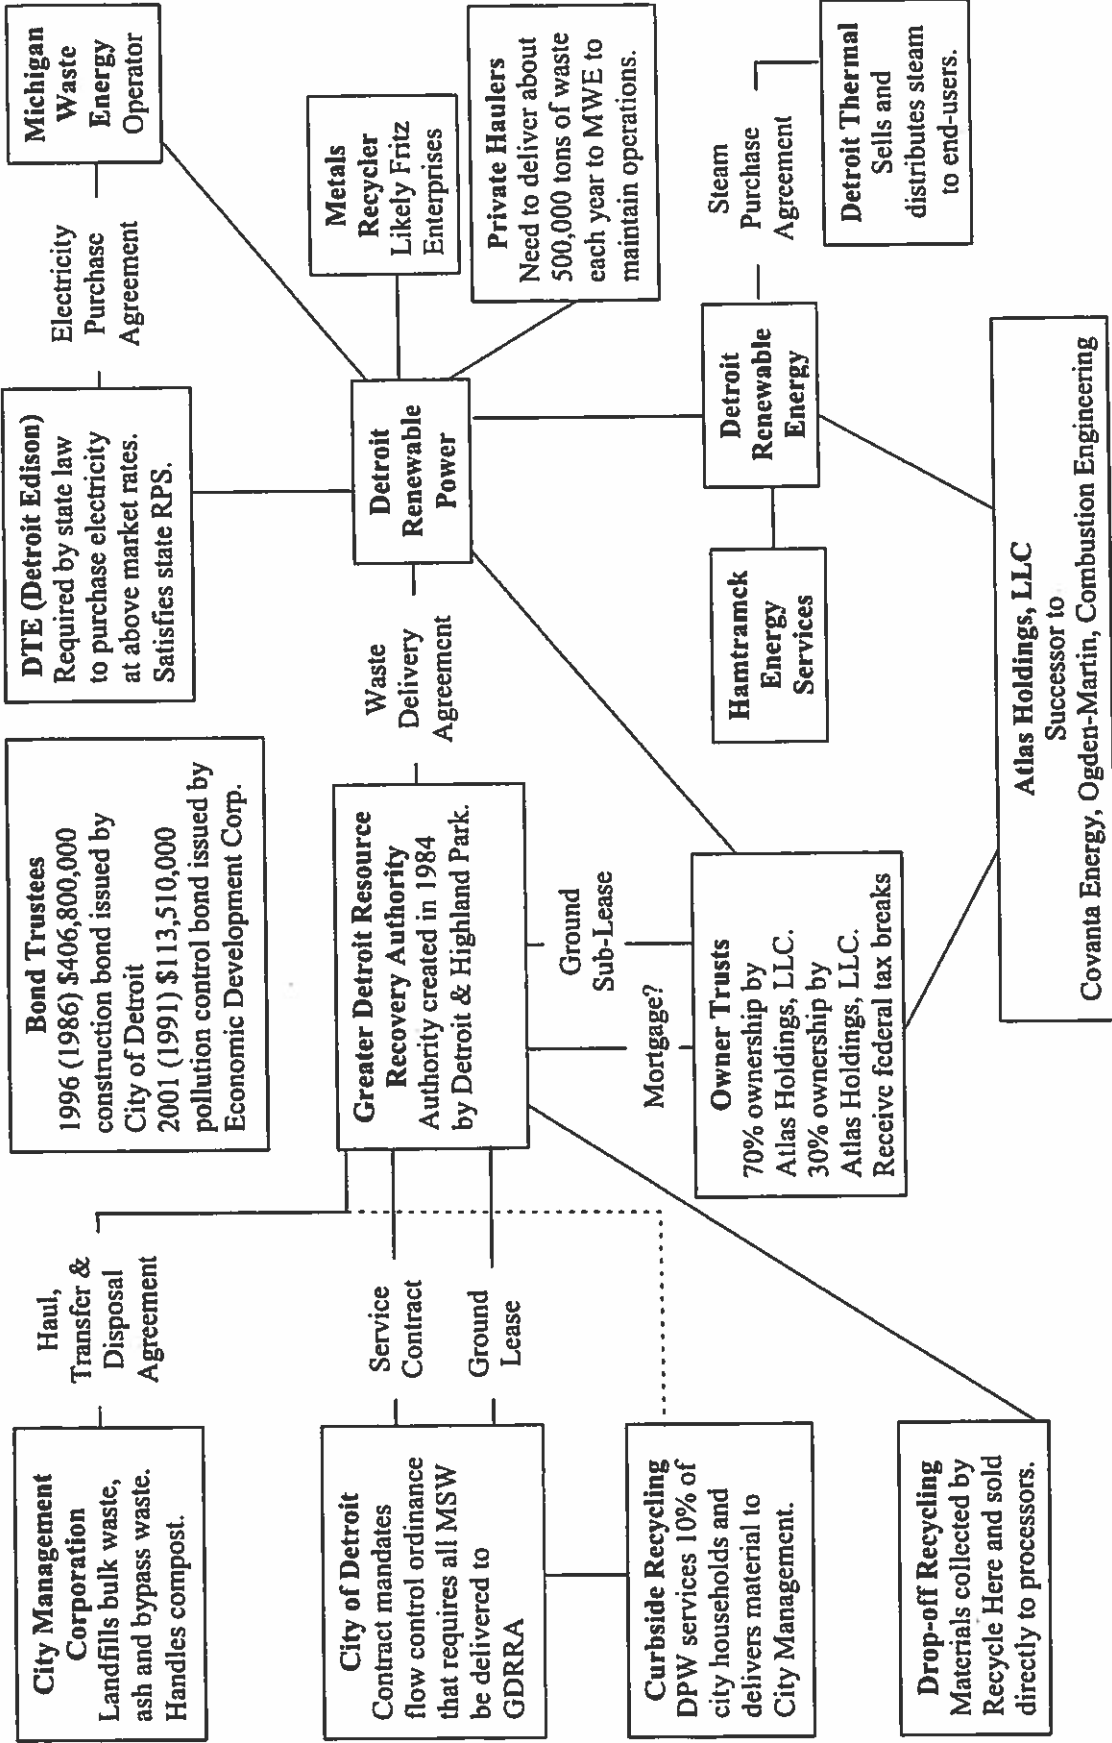 City Management
Corporation
Landfills bulk waste,
ash and bypass waste.
Handles compost.
Haul,
Transfer &
Disposal
Agreement
Bond Trustees
1996 (1986) $406,800,000
construction bond issued by
City of Detroit
2001 (1991) $113,510,000
pollution control bond issued by
Economic Development Corp.
DTE (Detroit Edison)
Required by state law
to purchase electricity
at above market rates.
Satisfies state RPS.
Electricity
Purchase
Agreement
Michigan
Waste
Energy
Operator
City of Detroit
Contract mandates
flow control ordinance
that requires all MSW
be delivered to
GDRRA
Service
Contract
Ground
Lease
Greater Detroit Resource
Recovery Authority
Authority created in 1984
by Detroit & Highland Park.
Waste
Delivery
Agreement
Detroit
Renewable
Power
Metals
Recycler
Likely Fritz
Enterprises
Private Haulers
Need to deliver about
500,000 tons of waste
each year to MWE to
maintain operations.
Curbside Recycling
DPW services 10% of
city households and
delivers material to
City Management.
Ground
Sub-Lease
Mortgage?
Owner Trusts
70% ownership by
Atlas Holdings, LLC.
30% ownership by
Atlas Holdings, LLC.
Receive federal tax breaks
Hamtramck
Energy
Services
Detroit
Renewable
Energy
Steam
Purchase
Agreement
Detroit Thermal
Sells and
distributes steam
to end-users.
Drop-off Recycling
Materials collected by
Recycle Here and sold
directly to processors.
Atlas Holdings, LLC
Successor to
Covanta Energy, Ogden-Martin, Combustion Engineering